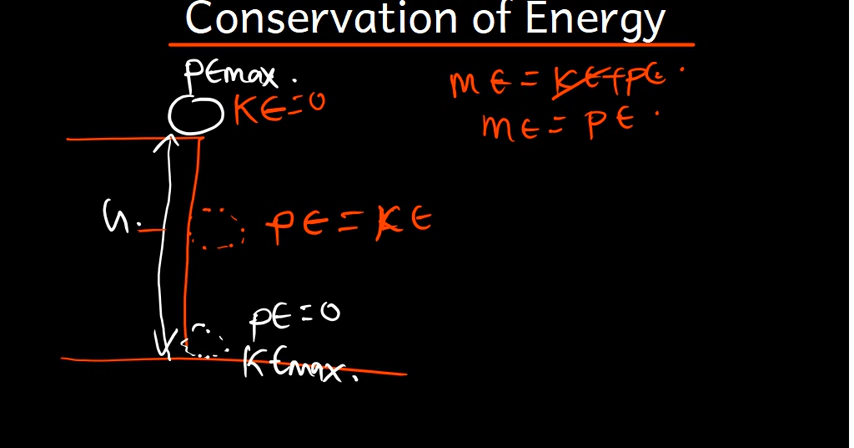 Conservation of Energy
PEmax.
KE=0
ME = KE+PE.
ME = PE.
h.
PE = KE
PE=0
KEmax.